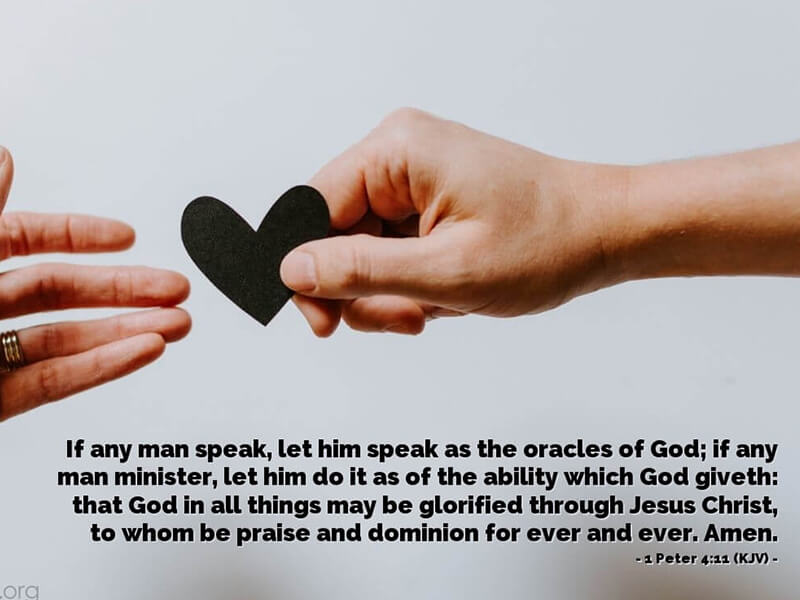 If any man speak, let him speak as the oracles of God; if any
man minister, let him do it as of the ability which God giveth:
that God in all things may be glorified through Jesus Christ,
to whom be praise and dominion for ever and ever. Amen.
- 1 Peter 4:11 (KJV) -
.org